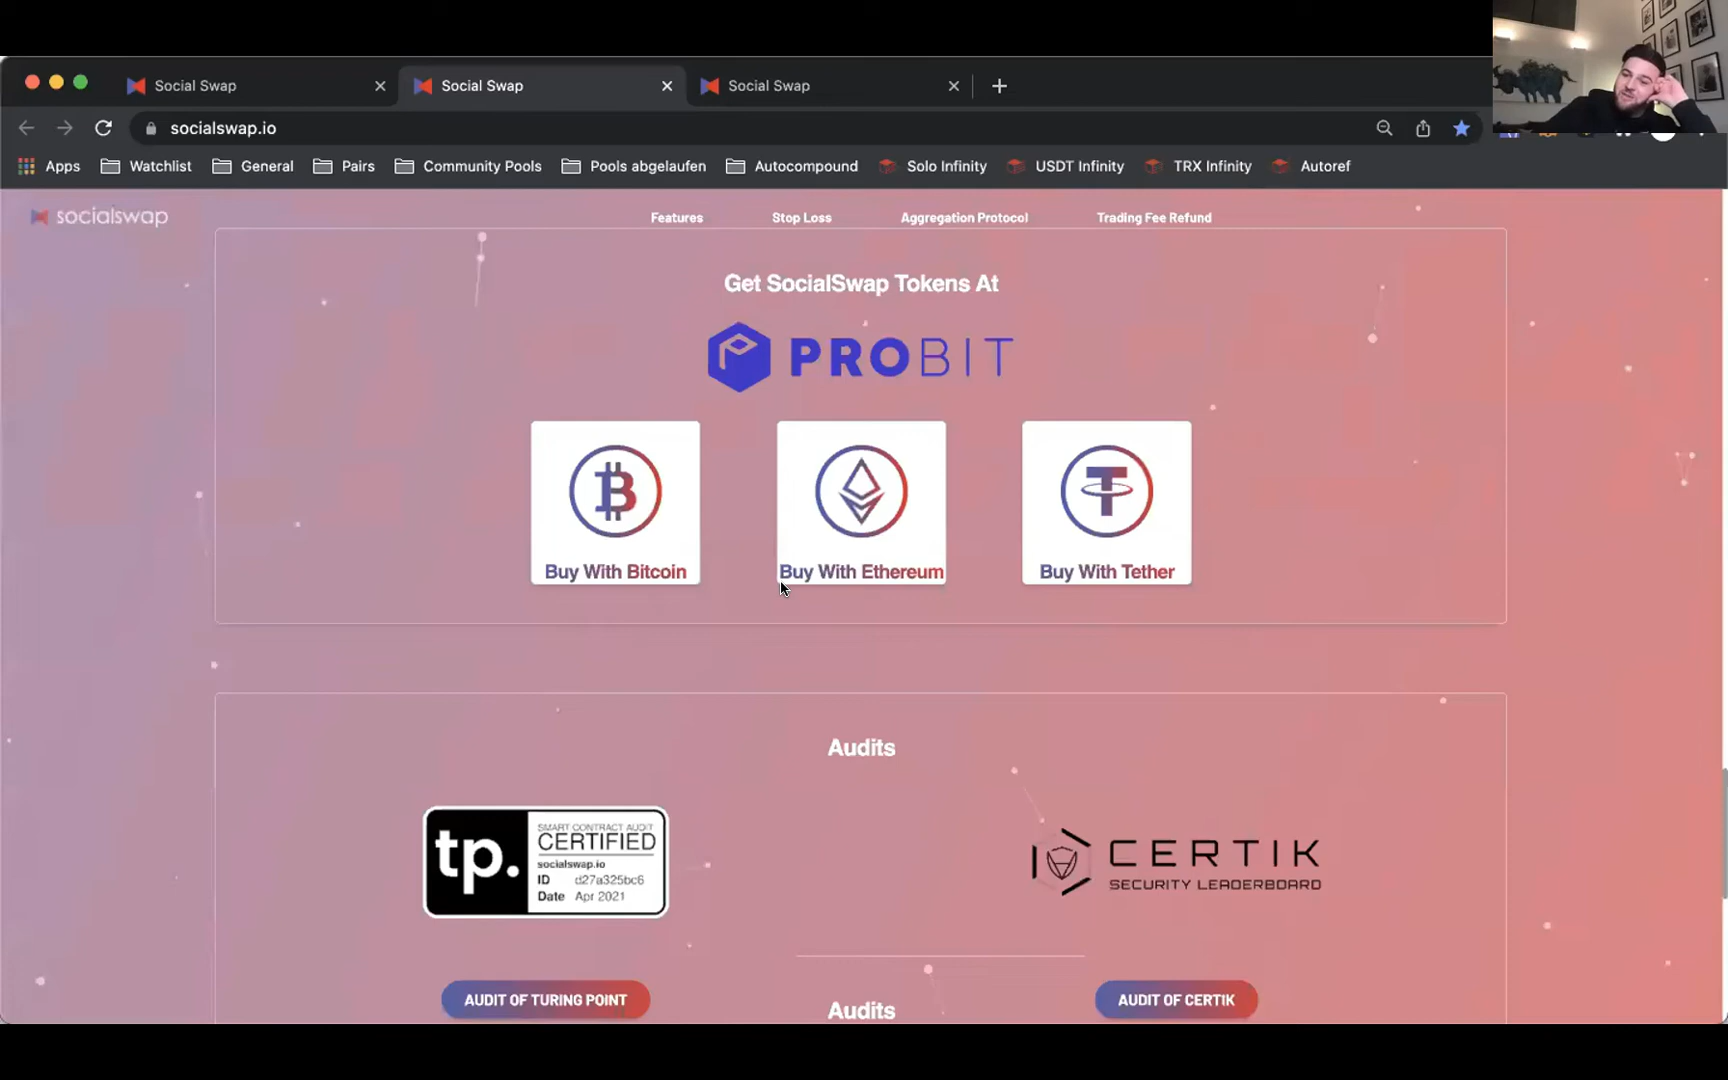 Social Swap
Social Swap
Social Swap
socialswap.io
Apps
Watchlist
General
Pairs
Community Pools
Pools abgelaufen
Autocompound
Solo Infinity
USDT Infinity
TRX Infinity
Autoref
socialswap
Features
Stop Loss
Aggregation Protocol
Trading Fee Refund
Get SocialSwap Tokens At
PROBIT
Buy With Bitcoin
Buy With Ethereum
Buy With Tether
Audits
tp.
SMART CONTRACT AUDIT
CERTIFIED
socialswap.io
ID d27a325bc6
Date Apr 2021
CERTIK
SECURITY LEADERBOARD
AUDIT OF TURING POINT
Audits
AUDIT OF CERTIK